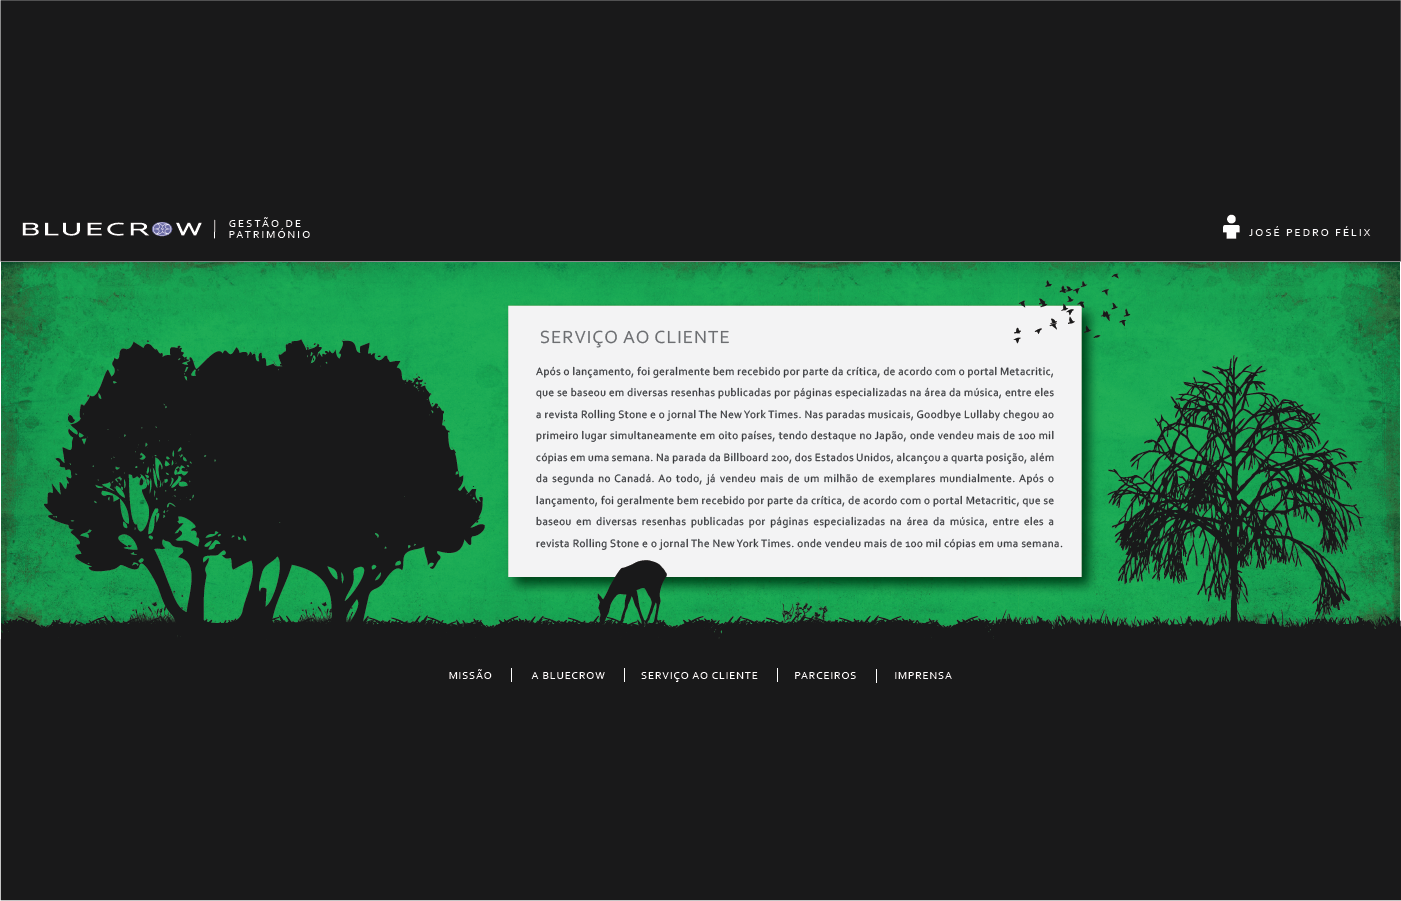 BLUECROW
GESTÃO DE
PATRIMÓNIO
JOSÉ PEDRO FÉLIX
SERVIÇO AO CLIENTE
Após o lançamento, foi geralmente bem recebido por parte da crítica, de acordo com o portal Metacritic,
que se baseou em diversas resenhas publicadas por páginas especializadas na área da música, entre eles
a revista Rolling Stone e o jornal The New York Times. Nas paradas musicais, Goodbye Lullaby chegou ao
primeiro lugar simultaneamente em oito países, tendo destaque no Japão, onde vendeu mais de 100 mil
cópias em uma semana. Na parada da Billboard 200, dos Estados Unidos, alcançou a quarta posição, além
da segunda no Canadá. Ao todo, já vendeu mais de um milhão de exemplares mundialmente. Após o
lançamento, foi geralmente bem recebido por parte da crítica, de acordo com o portal Metacritic, que se
baseou em diversas resenhas publicadas por páginas especializadas na área da música, entre eles a
revista Rolling Stone e o jornal The New York Times. onde vendeu mais de 100 mil cópias em uma semana.
MISSÃO | A BLUECROW | SERVIÇO AO CLIENTE | PARCEIROS | IMPRENSA